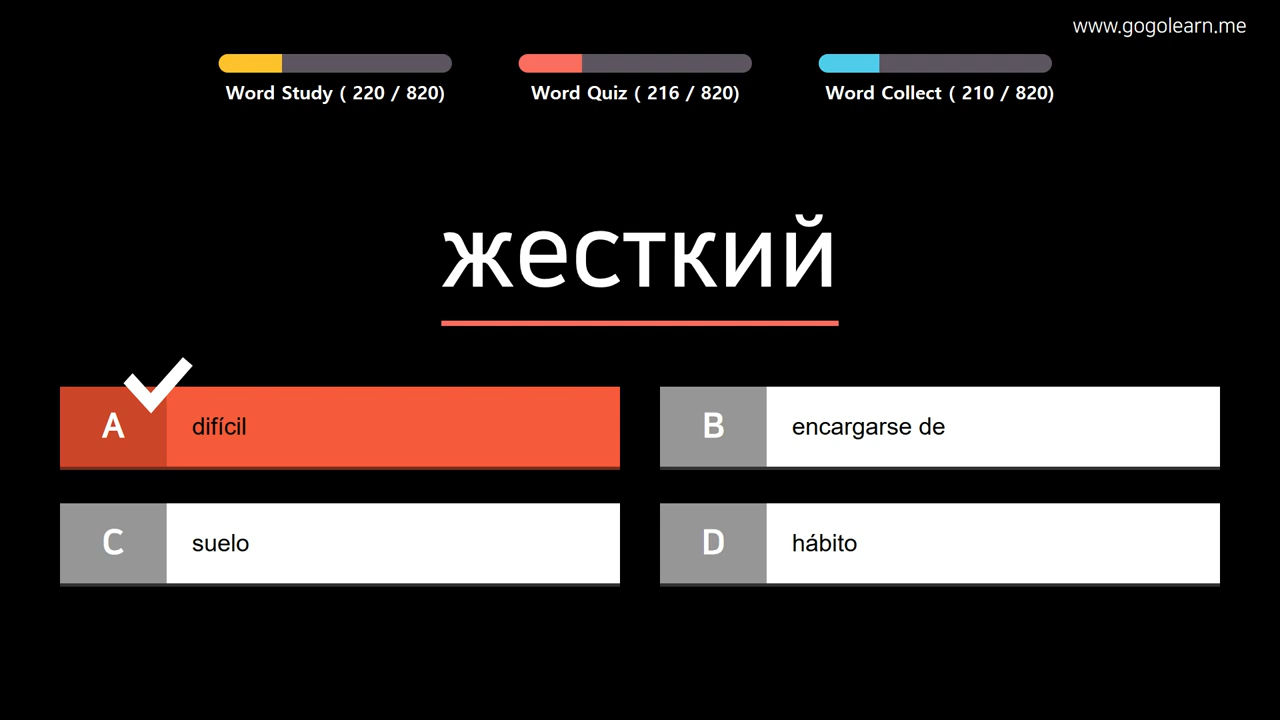 www.gogolearn.me
Word Study ( 220 / 820)
Word Quiz ( 216 / 820)
Word Collect ( 210 / 820)
жесткий
A
difícil
B
encargarse de
C
suelo
D
hábito